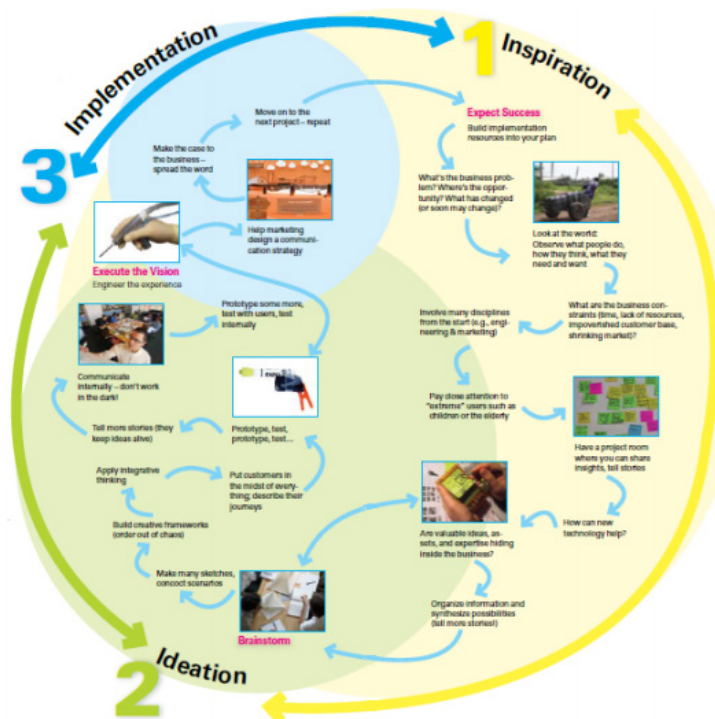 1
Inspiration
Expect Success
Build implementation
resources into your plan
What's the business prob-
lem? Where's the oppor-
tunity? What has changed
(or soon may change)?
Look at the world:
Observe what people do,
how they think, what they
need and want
What are the business con-
straints (time, lack of resources,
impoverished customer base,
shrinking market)?
Involve many disciplines
from the start (e.g., engi-
neering & marketing)
Pay close attention to
"extreme" users such as
children or the elderly
Have a project room
where you can share
insights, tell stories
How can new
technology help?
Are valuable ideas, as-
sets, and expertise hiding
inside the business?
Organize information and
synthesize possibilities
(tell more stories!)
2
Ideation
Brainstorm
Make many sketches,
concoct scenarios
Build creative frameworks
(order out of chaos)
Apply integrative
thinking
Put customers in
the midst of every-
thing; describe their
journeys
Prototype, test,
prototype, test...
Tell more stories (they
keep ideas alive)
Communicate
internally – don't work
in the dark!
Prototype some more,
test with users, test
internally
3
Implementation
Execute the Vision
Engineer the experience
Help marketing
design a communi-
cation strategy
Make the case to
the business –
spread the word
Move on to the
next project – repeat